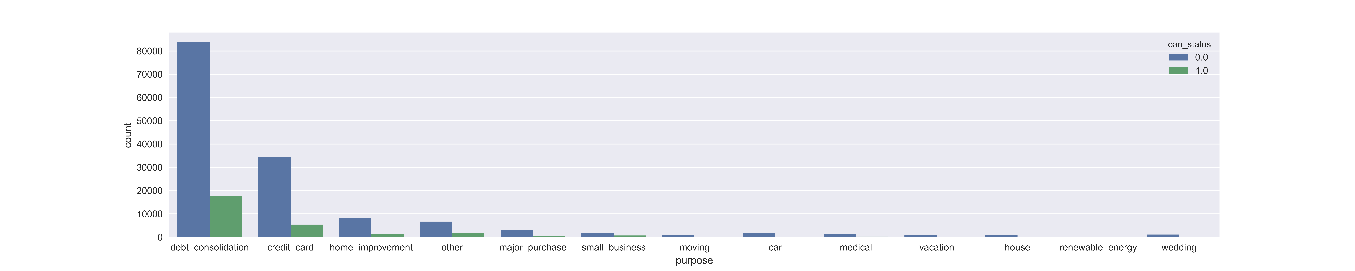 80000
70000
60000
50000
40000
30000
20000
10000
0
count
loan_status
0.0
1.0
debt_consolidation credit_card home_improvement other major_purchase small_business moving car medical vacation house renewable_energy wedding
purpose